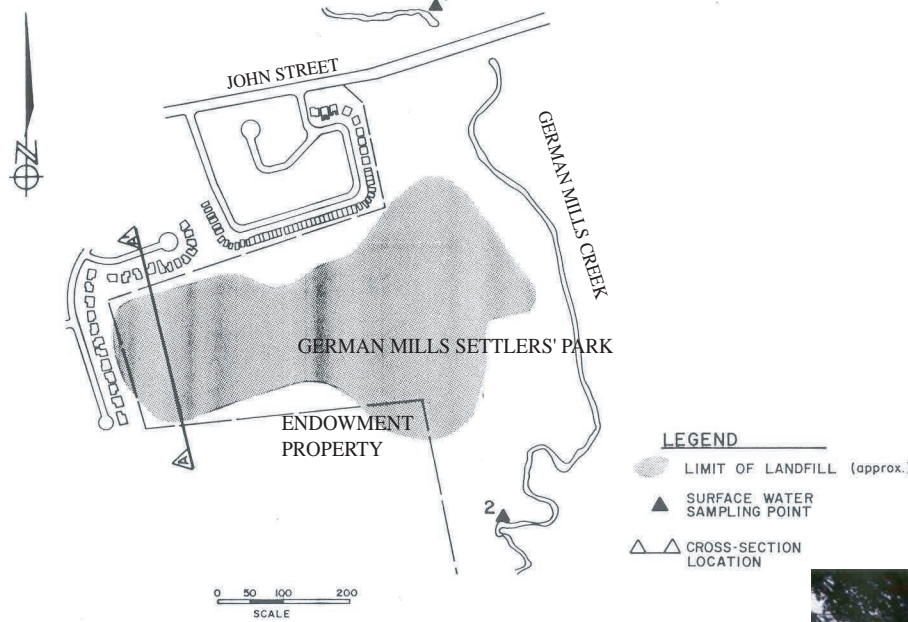 JOHN STREET
GERMAN MILLS CREEK
N
GERMAN MILLS SETTLERS' PARK
ENDOWMENT
PROPERTY
2
LEGEND
LIMIT OF LANDFILL (approx.)
SURFACE WATER
SAMPLING POINT
CROSS-SECTION
LOCATION
0 50 100 200
SCALE